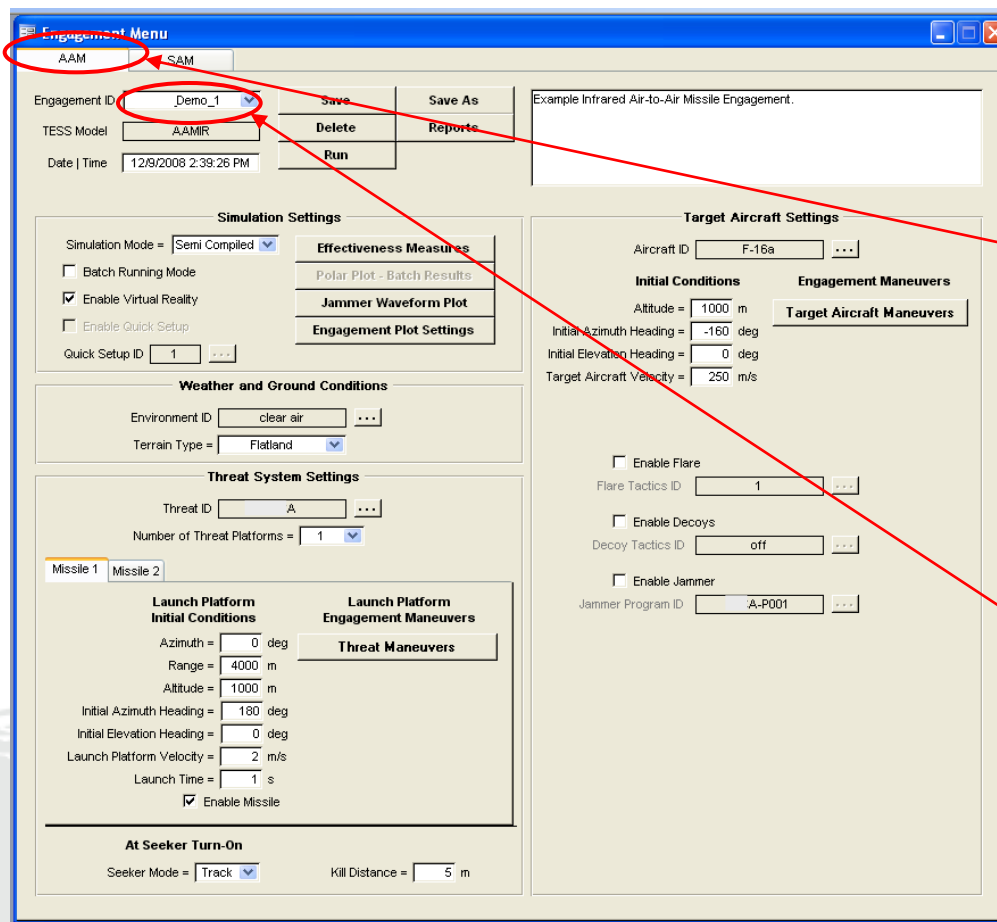 Engagement Menu
AAM SAM
Engagement ID _Demo_1 Save Save As
TESS Model AAMIR Delete Reports
Date | Time 12/9/2008 2:39:26 PM Run
Example Infrared Air-to-Air Missile Engagement.
Simulation Settings
Simulation Mode = Semi Compiled
Batch Running Mode
Enable Virtual Reality
Enable Quick Setup
Quick Setup ID 1 ...
Effectiveness Measures
Polar Plot - Batch Results
Jammer Waveform Plot
Engagement Plot Settings
Weather and Ground Conditions
Environment ID clear air ...
Terrain Type = Flatland
Threat System Settings
Threat ID A ...
Number of Threat Platforms = 1
Missile 1 Missile 2
Launch Platform
Initial Conditions
Azimuth = 0 deg
Range = 4000 m
Altitude = 1000 m
Initial Azimuth Heading = 180 deg
Initial Elevation Heading = 0 deg
Launch Platform Velocity = 2 m/s
Launch Time = 1 s
Enable Missile
Launch Platform
Engagement Maneuvers
Threat Maneuvers
At Seeker Turn-On
Seeker Mode = Track Kill Distance = 5 m
Target Aircraft Settings
Aircraft ID F-16a ...
Initial Conditions
Altitude = 1000 m
Initial Azimuth Heading = -160 deg
Initial Elevation Heading = 0 deg
Target Aircraft Velocity = 250 m/s
Engagement Maneuvers
Target Aircraft Maneuvers
Enable Flare
Flare Tactics ID 1 ...
Enable Decoys
Decoy Tactics ID off ...
Enable Jammer
Jammer Program ID A-P001 ...